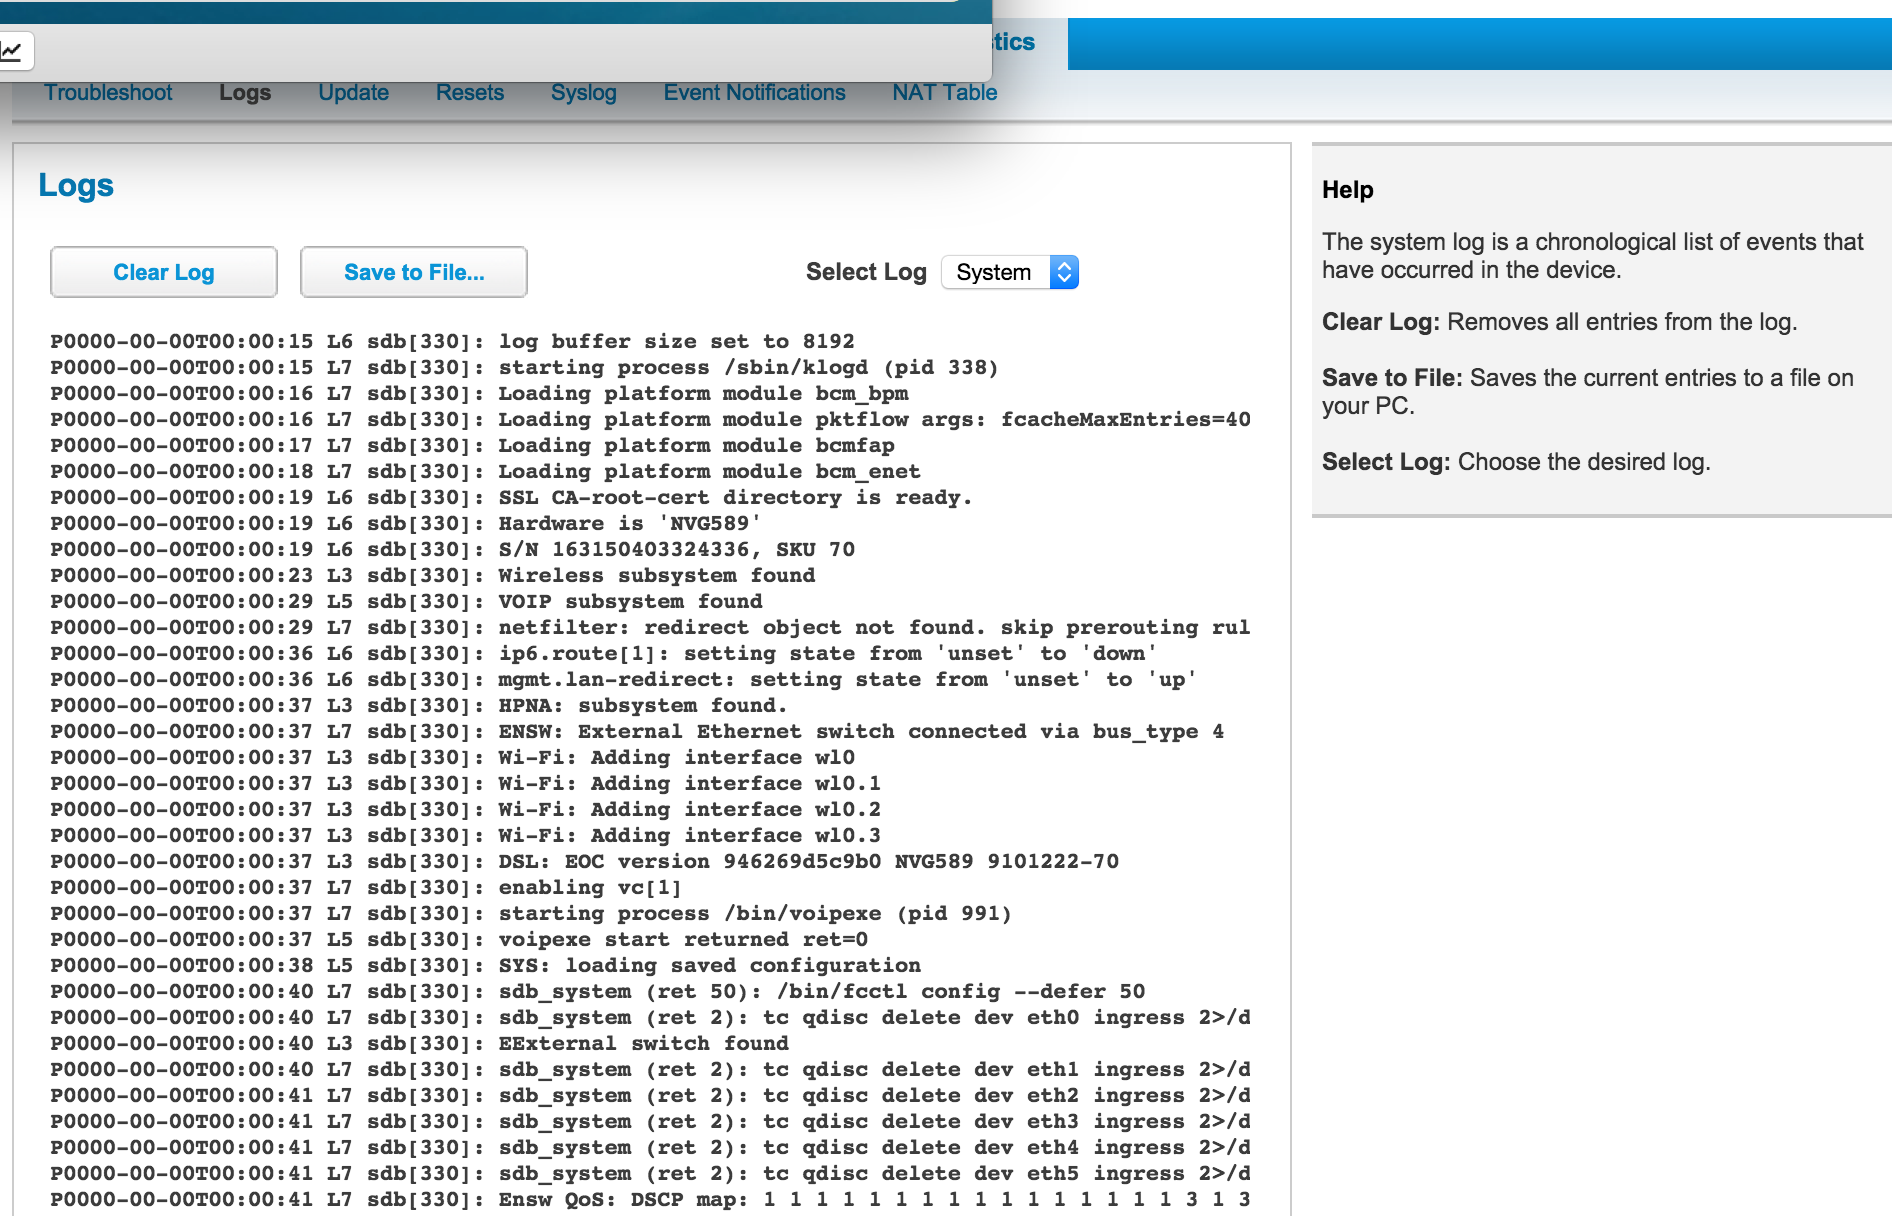 tics
Troubleshoot Logs Update Resets Syslog Event Notifications NAT Table
Logs
Clear Log Save to File... Select Log System
P0000-00-00T00:00:15 L6 sdb[330]: log buffer size set to 8192
P0000-00-00T00:00:15 L7 sdb[330]: starting process /sbin/klogd (pid 338)
P0000-00-00T00:00:16 L7 sdb[330]: Loading platform module bcm_bpm
P0000-00-00T00:00:16 L7 sdb[330]: Loading platform module pktflow args: fcacheMaxEntries=40
P0000-00-00T00:00:17 L7 sdb[330]: Loading platform module bcmfap
P0000-00-00T00:00:18 L7 sdb[330]: Loading platform module bcm_enet
P0000-00-00T00:00:19 L6 sdb[330]: SSL CA-root-cert directory is ready.
P0000-00-00T00:00:19 L6 sdb[330]: Hardware is 'NVG589'
P0000-00-00T00:00:19 L6 sdb[330]: S/N 163150403324336, SKU 70
P0000-00-00T00:00:23 L3 sdb[330]: Wireless subsystem found
P0000-00-00T00:00:29 L5 sdb[330]: VOIP subsystem found
P0000-00-00T00:00:29 L7 sdb[330]: netfilter: redirect object not found. skip prerouting rul
P0000-00-00T00:00:36 L6 sdb[330]: ip6.route[1]: setting state from 'unset' to 'down'
P0000-00-00T00:00:36 L6 sdb[330]: mgmt.lan-redirect: setting state from 'unset' to 'up'
P0000-00-00T00:00:37 L3 sdb[330]: HPNA: subsystem found.
P0000-00-00T00:00:37 L7 sdb[330]: ENSW: External Ethernet switch connected via bus_type 4
P0000-00-00T00:00:37 L3 sdb[330]: Wi-Fi: Adding interface wl0
P0000-00-00T00:00:37 L3 sdb[330]: Wi-Fi: Adding interface wl0.1
P0000-00-00T00:00:37 L3 sdb[330]: Wi-Fi: Adding interface wl0.2
P0000-00-00T00:00:37 L3 sdb[330]: Wi-Fi: Adding interface wl0.3
P0000-00-00T00:00:37 L3 sdb[330]: DSL: EOC version 946269d5c9b0 NVG589 9101222-70
P0000-00-00T00:00:37 L7 sdb[330]: enabling vc[1]
P0000-00-00T00:00:37 L7 sdb[330]: starting process /bin/voipexe (pid 991)
P0000-00-00T00:00:37 L5 sdb[330]: voipexe start returned ret=0
P0000-00-00T00:00:38 L5 sdb[330]: SYS: loading saved configuration
P0000-00-00T00:00:40 L7 sdb[330]: sdb_system (ret 50): /bin/fcctl config --defer 50
P0000-00-00T00:00:40 L7 sdb[330]: sdb_system (ret 2): tc qdisc delete dev eth0 ingress 2>/d
P0000-00-00T00:00:40 L3 sdb[330]: EExternal switch found
P0000-00-00T00:00:40 L7 sdb[330]: sdb_system (ret 2): tc qdisc delete dev eth1 ingress 2>/d
P0000-00-00T00:00:41 L7 sdb[330]: sdb_system (ret 2): tc qdisc delete dev eth2 ingress 2>/d
P0000-00-00T00:00:41 L7 sdb[330]: sdb_system (ret 2): tc qdisc delete dev eth3 ingress 2>/d
P0000-00-00T00:00:41 L7 sdb[330]: sdb_system (ret 2): tc qdisc delete dev eth4 ingress 2>/d
P0000-00-00T00:00:41 L7 sdb[330]: sdb_system (ret 2): tc qdisc delete dev eth5 ingress 2>/d
P0000-00-00T00:00:41 L7 sdb[330]: Ensw QoS: DSCP map: 1 1 1 1 1 1 1 1 1 1 1 1 1 1 1 1 3 1 3
Help
The system log is a chronological list of events that
have occurred in the device.
Clear Log: Removes all entries from the log.
Save to File: Saves the current entries to a file on
your PC.
Select Log: Choose the desired log.